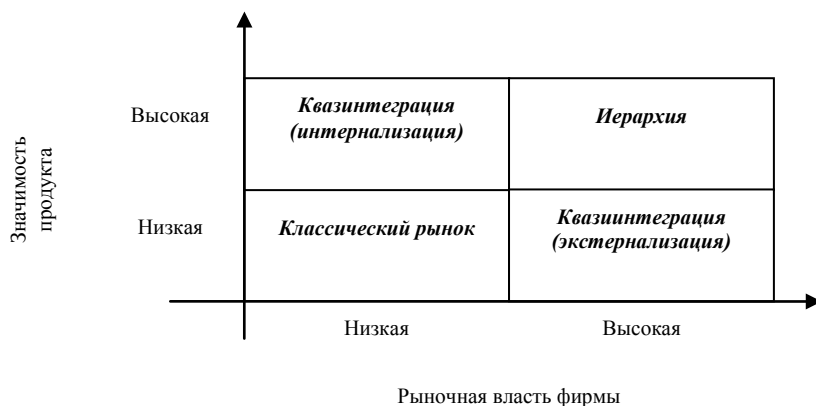 Значимость
продукта
Высокая
Квазинтеграция
(интернализация)
Иерархия
Низкая
Классический рынок
Квазиинтеграция
(экстернализация)
Низкая
Высокая
Рыночная власть фирмы